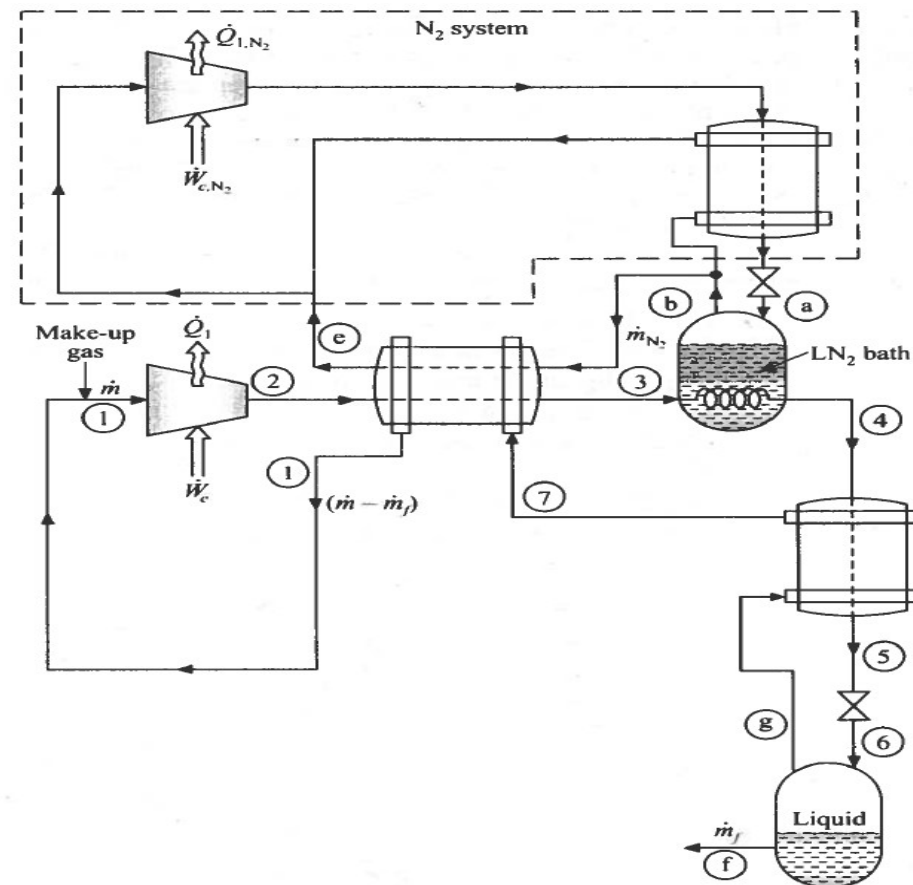 N₂ system
Q̇₁,N₂
Ẇc,N₂
a
b
Make-up
gas
Q̇₁
e
ṁN₂
LN₂ bath
ṁ
2
3
1
4
Ẇc
1
7
(ṁ − ṁf)
5
g
6
Liquid
ṁf
f